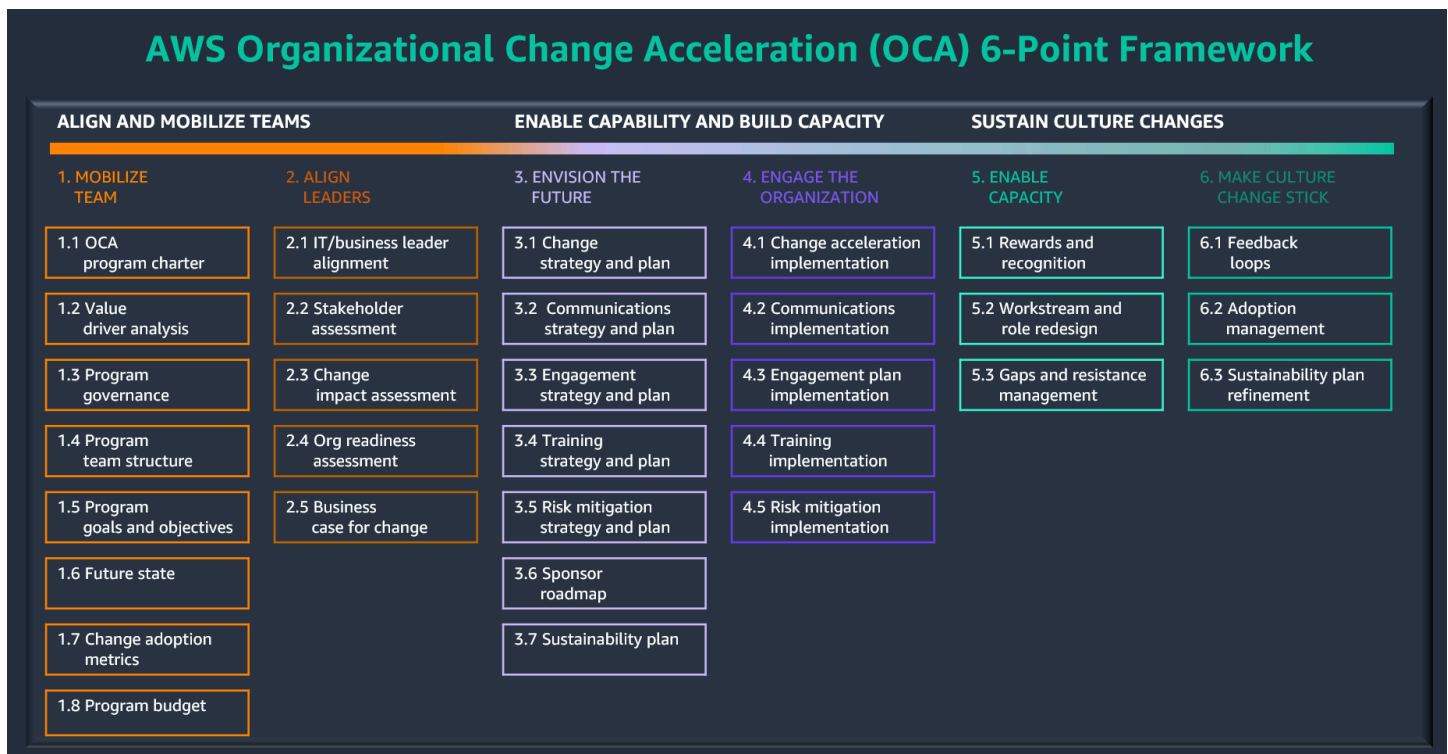 AWS Organizational Change Acceleration (OCA) 6-Point Framework
ALIGN AND MOBILIZE TEAMS
ENABLE CAPABILITY AND BUILD CAPACITY
SUSTAIN CULTURE CHANGES
1. MOBILIZE
TEAM
1.1 OCA
program charter
1.2 Value
driver analysis
1.3 Program
governance
1.4 Program
team structure
1.5 Program
goals and objectives
1.6 Future state
1.7 Change adoption
metrics
1.8 Program budget
2. ALIGN
LEADERS
2.1 IT/business leader
alignment
2.2 Stakeholder
assessment
2.3 Change
impact assessment
2.4 Org readiness
assessment
2.5 Business
case for change
3. ENVISION THE
FUTURE
3.1 Change
strategy and plan
3.2 Communications
strategy and plan
3.3 Engagement
strategy and plan
3.4 Training
strategy and plan
3.5 Risk mitigation
strategy and plan
3.6 Sponsor
roadmap
3.7 Sustainability plan
4. ENGAGE THE
ORGANIZATION
4.1 Change acceleration
implementation
4.2 Communications
implementation
4.3 Engagement plan
implementation
4.4 Training
implementation
4.5 Risk mitigation
implementation
5. ENABLE
CAPACITY
5.1 Rewards and
recognition
5.2 Workstream and
role redesign
5.3 Gaps and resistance
management
6. MAKE CULTURE
CHANGE STICK
6.1 Feedback
loops
6.2 Adoption
management
6.3 Sustainability plan
refinement